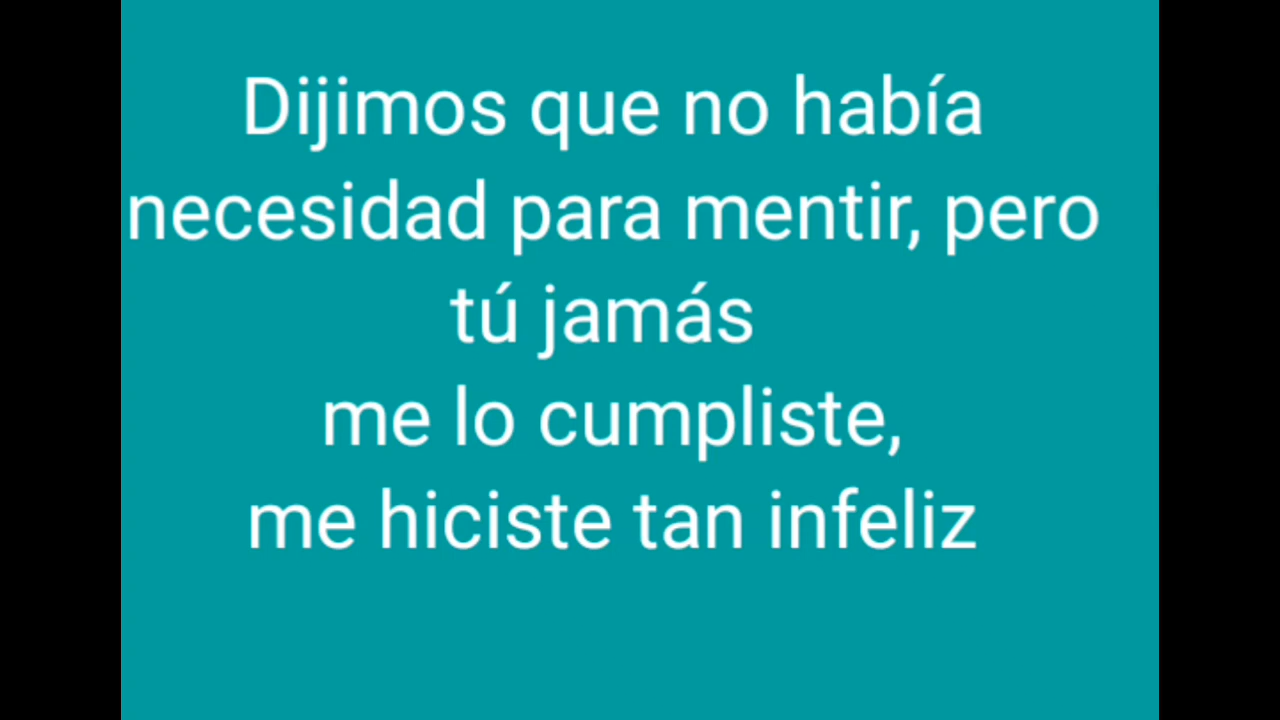 Dijimos que no había
necesidad para mentir, pero
tú jamás
me lo cumpliste,
me hiciste tan infeliz